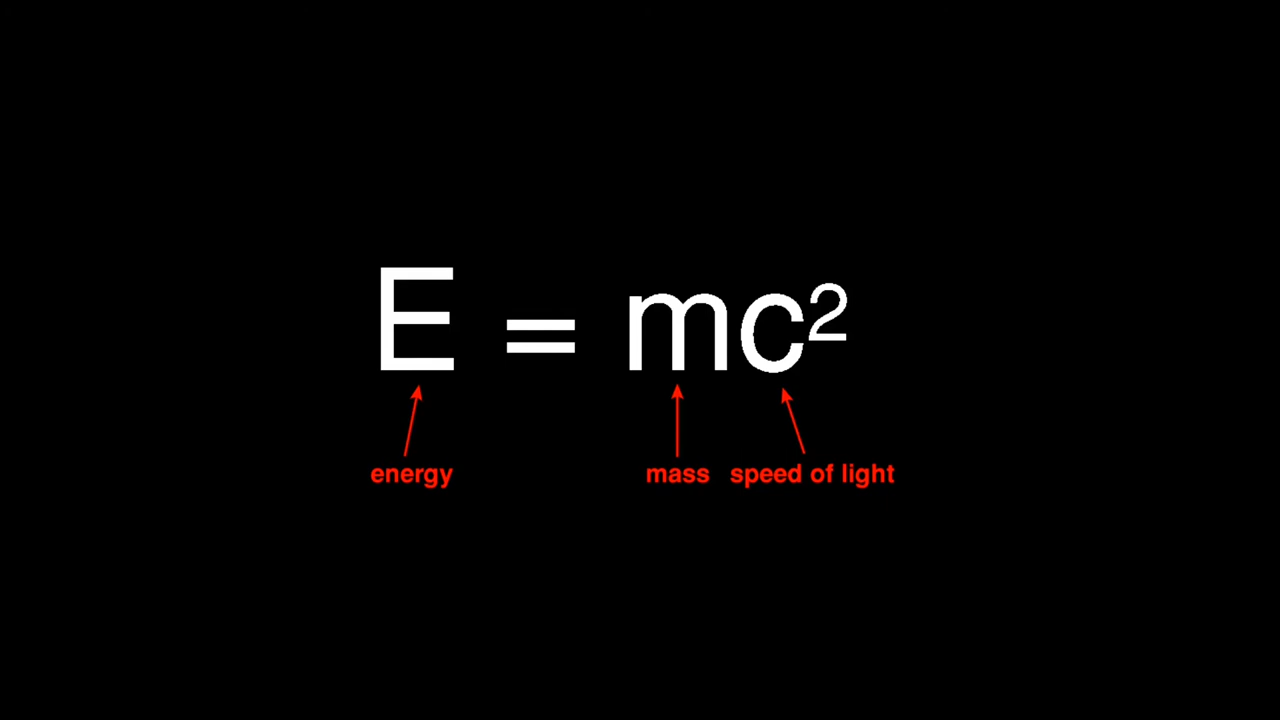 E = mc²
energy mass speed of light